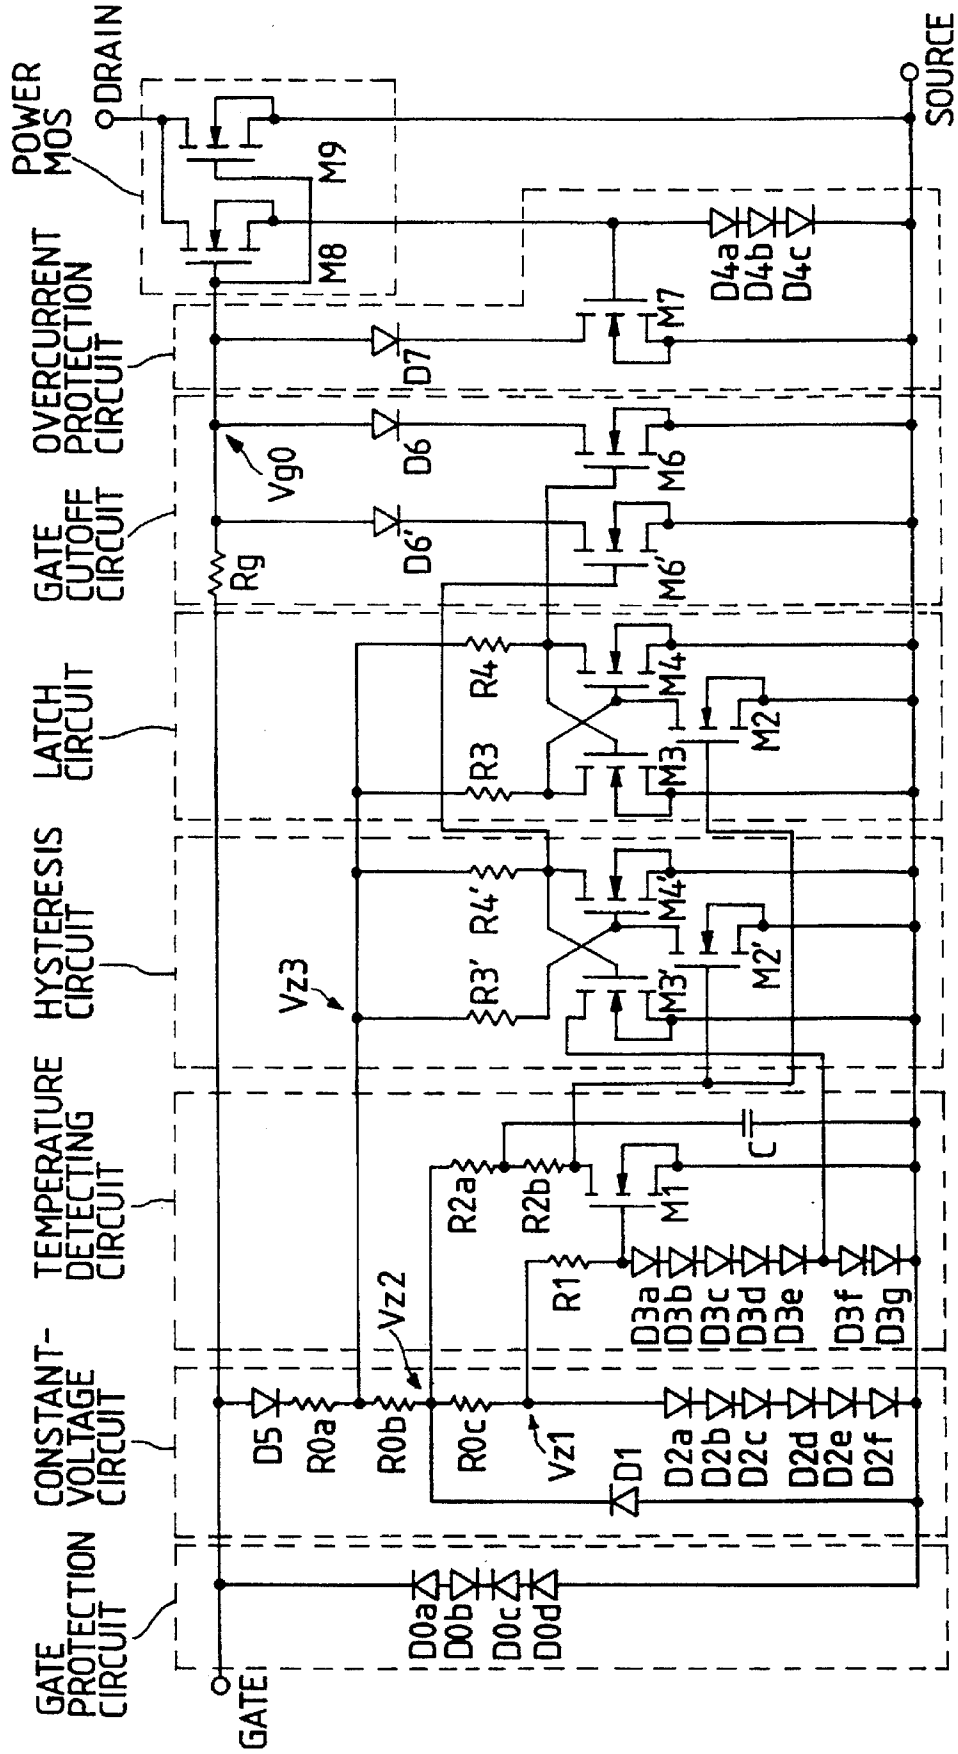 GATE
PROTECTION
CIRCUIT
CONSTANT-
VOLTAGE
CIRCUIT
TEMPERATURE
DETECTING
CIRCUIT
HYSTERESIS
CIRCUIT
LATCH
CIRCUIT
GATE
CUTOFF
CIRCUIT
OVERCURRENT
PROTECTION
CIRCUIT
POWER
MOS
DRAIN
GATE
SOURCE
D0a
D0b
D0c
D0d
D5
R0a
R0b
R0c
Vz2
Vz1
D1
D2a
D2b
D2c
D2d
D2e
D2f
R1
R2a
R2b
M1
C
D3a
D3b
D3c
D3d
D3e
D3f
D3g
Vz3
R3'
R4'
M3'
M4'
M2'
R3
R4
M3
M4
M2
Rg
Vg0
D6'
D6
M6'
M6
D7
M7
D4a
D4b
D4c
M8
M9